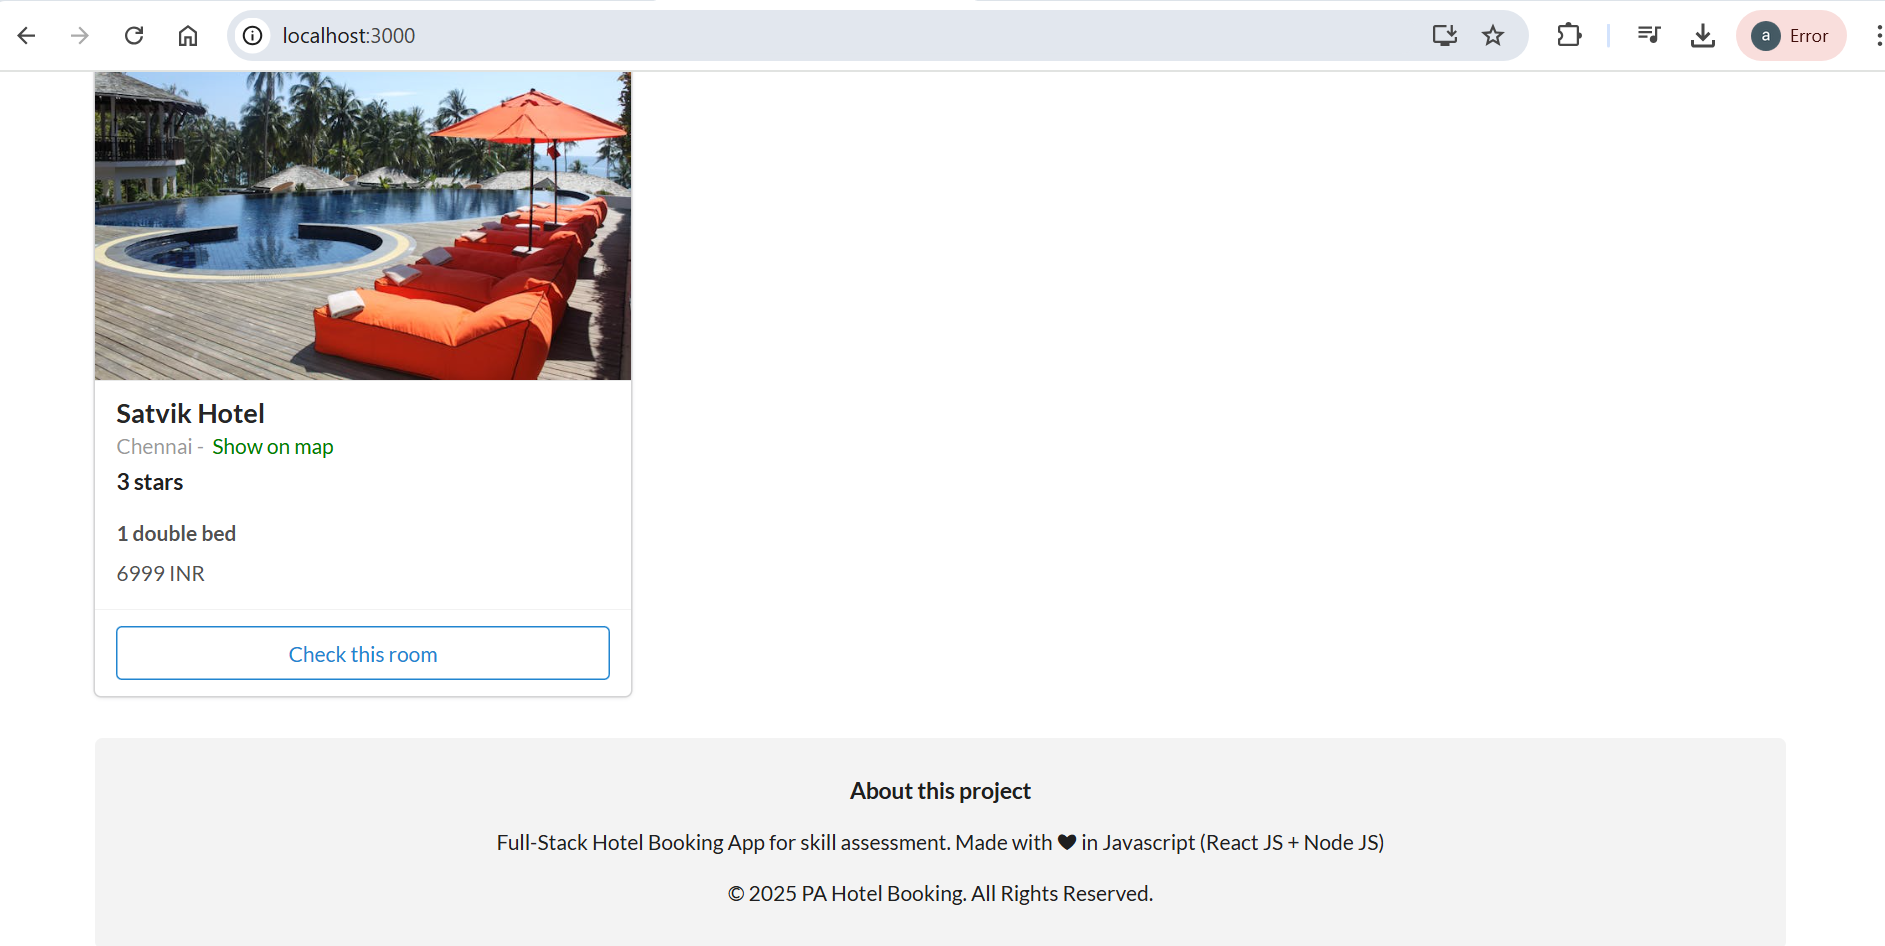 localhost:3000
a Error
Satvik Hotel
Chennai - Show on map
3 stars
1 double bed
6999 INR
Check this room
About this project
Full-Stack Hotel Booking App for skill assessment. Made with ♥ in Javascript (React JS + Node JS)
© 2025 PA Hotel Booking. All Rights Reserved.